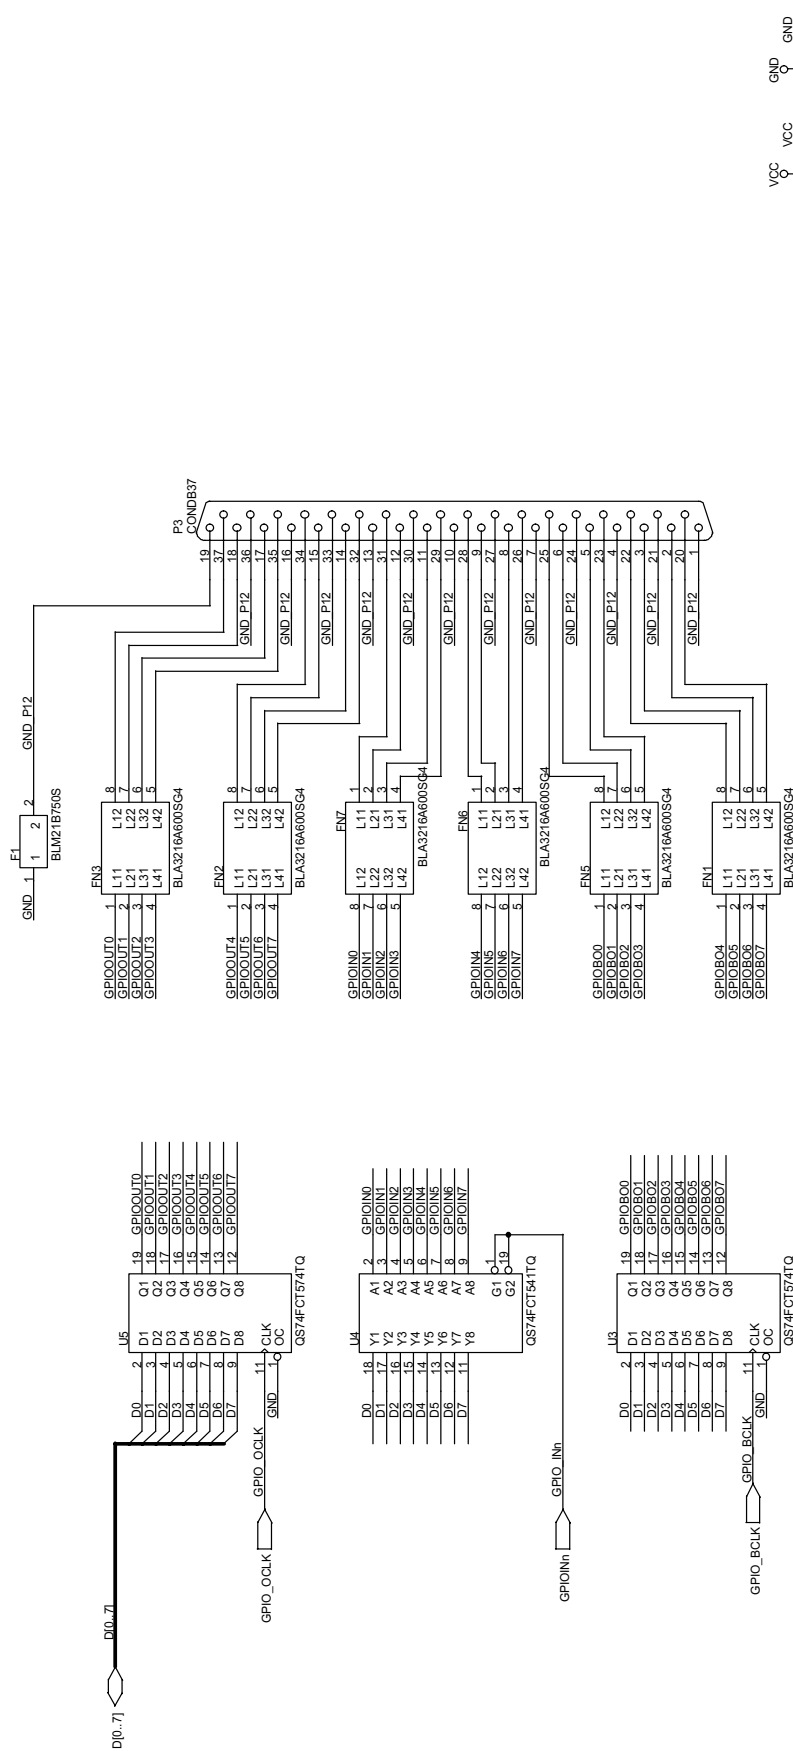 GND
GND
VCC
VCC
P3
CONDB37
19
37
18
36
17
35
16
34
15
33
14
32
13
31
12
30
11
29
10
28
9
27
8
26
7
25
6
24
5
23
4
22
3
21
2
20
1
GND_P12
GND_P12
GND_P12
GND_P12
GND_P12
GND_P12
GND_P12
GND_P12
GND_P12
GND_P12
GND_P12
GND_P12
GND_P12
F1
GND 1 1 2 2
BLM21B750S
FN3
GPIOOUT0 1 L11 L12 8
GPIOOUT1 2 L21 L22 7
GPIOOUT2 3 L31 L32 6
GPIOOUT3 4 L41 L42 5
BLA3216A600SG4
FN2
GPIOOUT4 1 L11 L12 8
GPIOOUT5 2 L21 L22 7
GPIOOUT6 3 L31 L32 6
GPIOOUT7 4 L41 L42 5
BLA3216A600SG4
FN7
GPIOIN0 8 L12 L11 1
GPIOIN1 7 L22 L21 2
GPIOIN2 6 L32 L31 3
GPIOIN3 5 L42 L41 4
BLA3216A600SG4
FN6
GPIOIN4 8 L12 L11 1
GPIOIN5 7 L22 L21 2
GPIOIN6 6 L32 L31 3
GPIOIN7 5 L42 L41 4
BLA3216A600SG4
FN5
GPIOBO0 1 L11 L12 8
GPIOBO1 2 L21 L22 7
GPIOBO2 3 L31 L32 6
GPIOBO3 4 L41 L42 5
BLA3216A600SG4
FN1
GPIOBO4 1 L11 L12 8
GPIOBO5 2 L21 L22 7
GPIOBO6 3 L31 L32 6
GPIOBO7 4 L41 L42 5
BLA3216A600SG4
U5
D0 2 D1 Q1 19 GPIOOUT0
D1 3 D2 Q2 18 GPIOOUT1
D2 4 D3 Q3 17 GPIOOUT2
D3 5 D4 Q4 16 GPIOOUT3
D4 6 D5 Q5 15 GPIOOUT4
D5 7 D6 Q6 14 GPIOOUT5
D6 8 D7 Q7 13 GPIOOUT6
D7 9 D8 Q8 12 GPIOOUT7
GPIO_OCLK GPIO_OCLK 11 CLK
GND 1 OC
QS74FCT574TQ
U4
D0 18 Y1 A1 2 GPIOIN0
D1 17 Y2 A2 3 GPIOIN1
D2 16 Y3 A3 4 GPIOIN2
D3 15 Y4 A4 5 GPIOIN3
D4 14 Y5 A5 6 GPIOIN4
D5 13 Y6 A6 7 GPIOIN5
D6 12 Y7 A7 8 GPIOIN6
D7 11 Y8 A8 9 GPIOIN7
G1 1
G2 19
QS74FCT541TQ
GPIOINn GPIO_INn
U3
D0 2 D1 Q1 19 GPIOBO0
D1 3 D2 Q2 18 GPIOBO1
D2 4 D3 Q3 17 GPIOBO2
D3 5 D4 Q4 16 GPIOBO3
D4 6 D5 Q5 15 GPIOBO4
D5 7 D6 Q6 14 GPIOBO5
D6 8 D7 Q7 13 GPIOBO6
D7 9 D8 Q8 12 GPIOBO7
GPIO_BCLK GPIO_BCLK 11 CLK
GND 1 OC
QS74FCT574TQ
D[0..7] D[0..7]